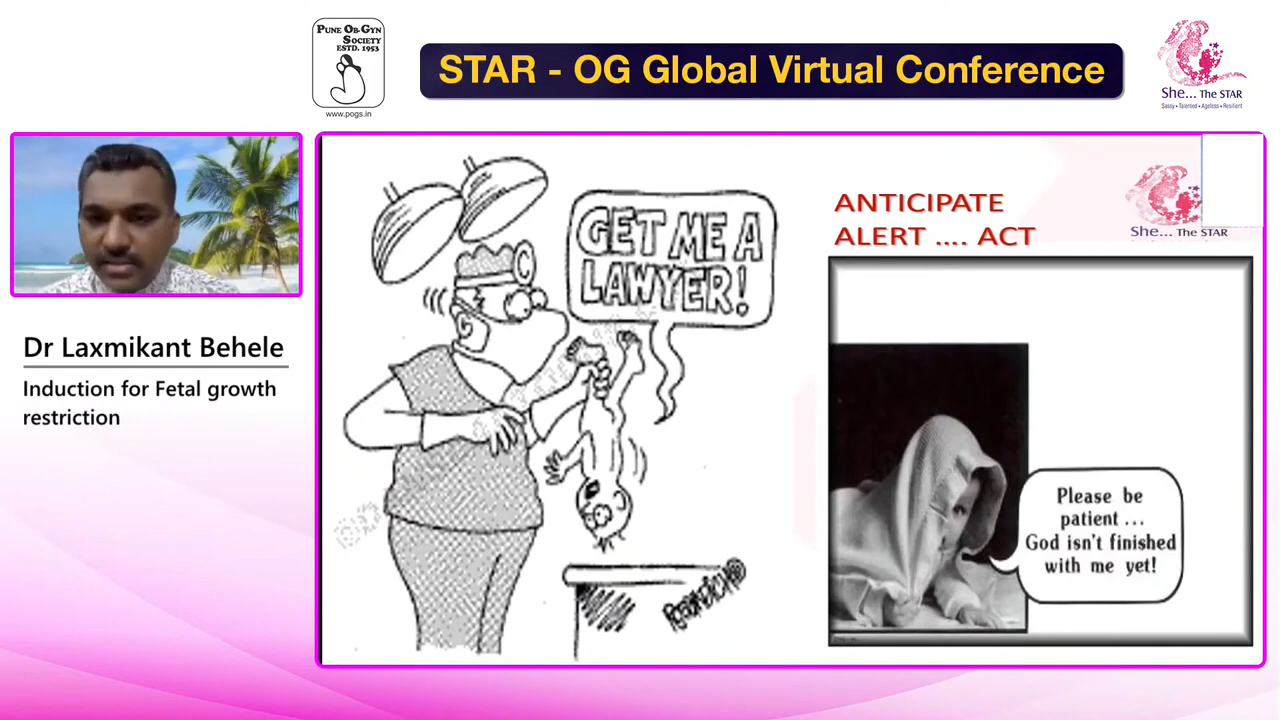 PUNE OB-GYN
SOCIETY
ESTD. 1953
www.pogs.in
STAR - OG Global Virtual Conference
She... The STAR
Sassy • Talented • Ageless • Resilient
Dr Laxmikant Behele
Induction for Fetal growth
restriction
GET ME A
LAWYER!
ANTICIPATE
ALERT .... ACT
She... The STAR
Please be
patient ...
God isn't finished
with me yet!